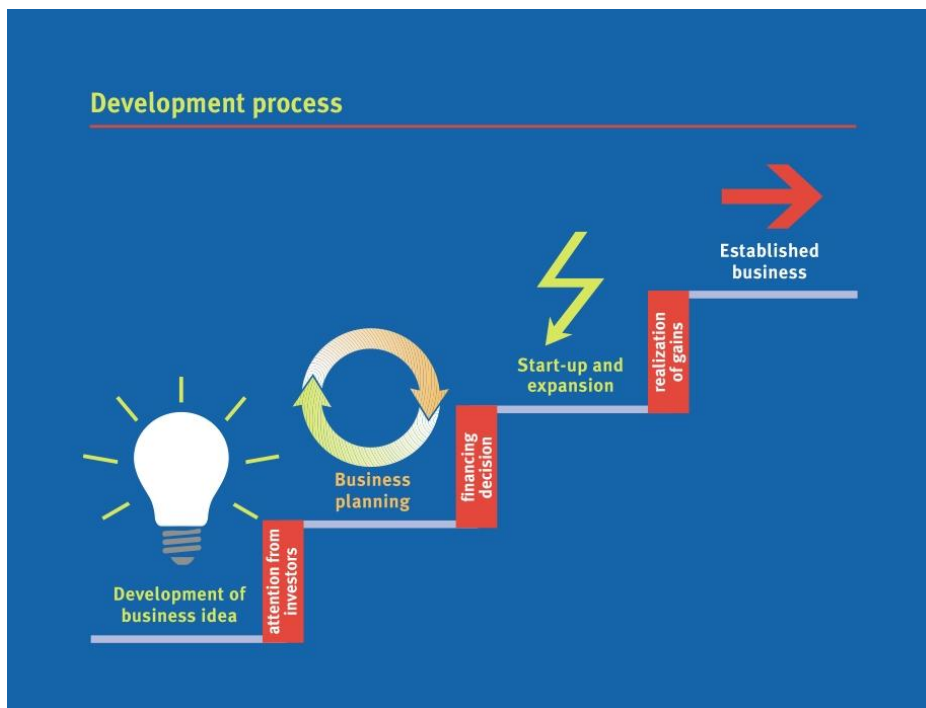 Development process
Development of
business idea
attention from
investors
Business
planning
financing
decision
Start-up and
expansion
realization
of gains
Established
business